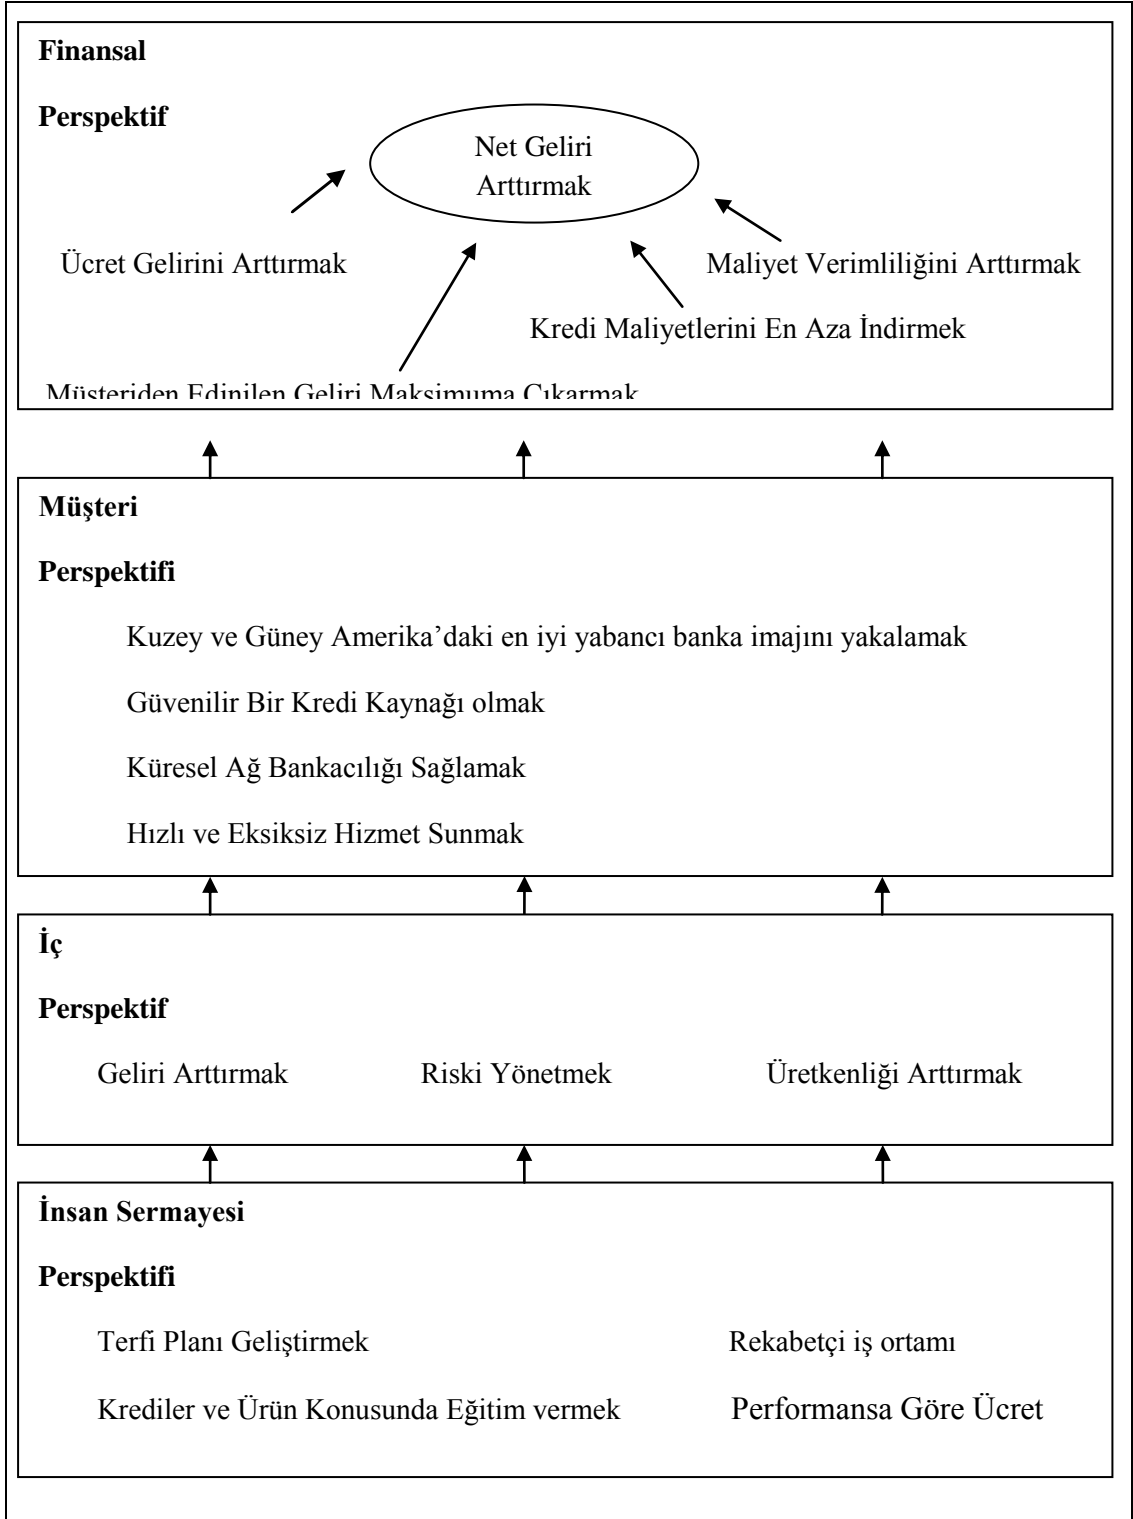 Finansal
Perspektif
Net Geliri
Arttırmak
Ücret Gelirini Arttırmak
Maliyet Verimliliğini Arttırmak
Kredi Maliyetlerini En Aza İndirmek
Müşteriden Edinilen Geliri Maksimuma Çıkarmak
Müşteri
Perspektifi
Kuzey ve Güney Amerika’daki en iyi yabancı banka imajını yakalamak
Güvenilir Bir Kredi Kaynağı olmak
Küresel Ağ Bankacılığı Sağlamak
Hızlı ve Eksiksiz Hizmet Sunmak
İç
Perspektif
Geliri Arttırmak
Riski Yönetmek
Üretkenliği Arttırmak
İnsan Sermayesi
Perspektifi
Terfi Planı Geliştirmek
Rekabetçi iş ortamı
Krediler ve Ürün Konusunda Eğitim vermek
Performansa Göre Ücret